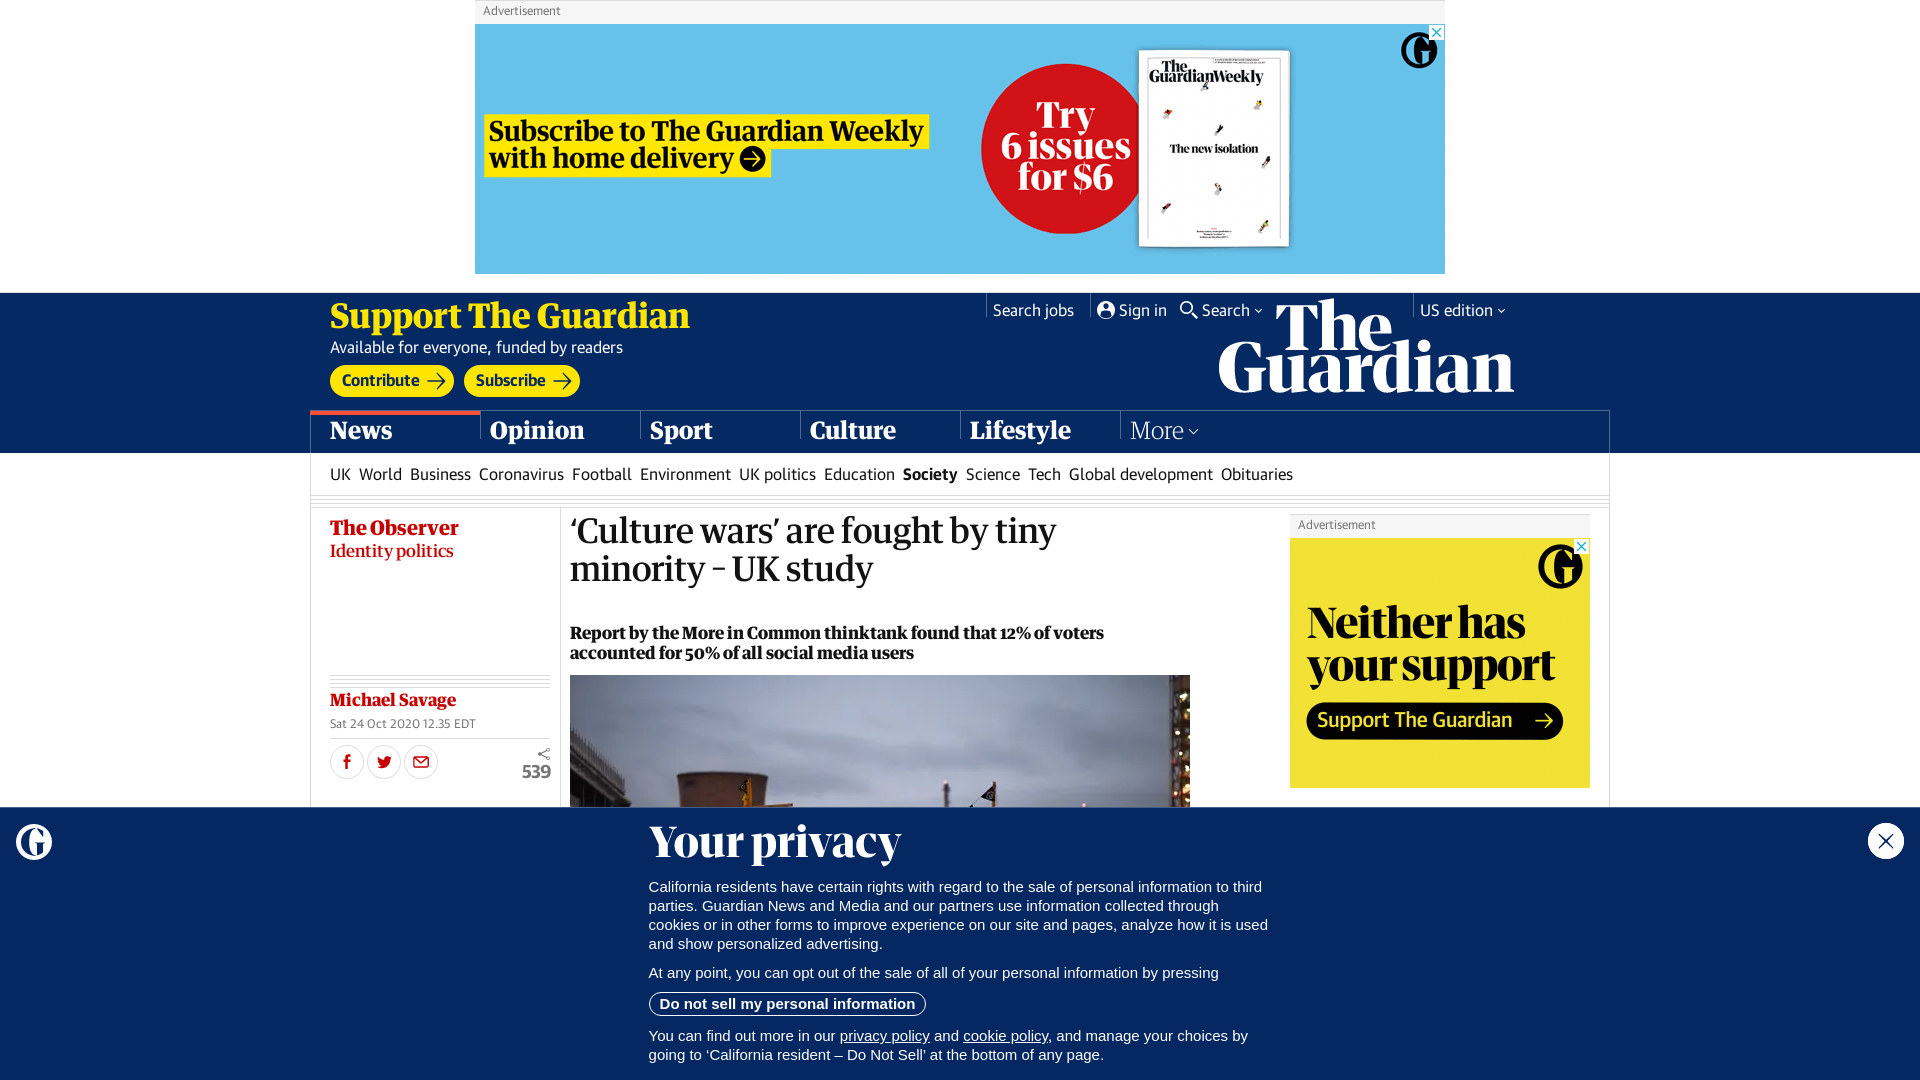 Advertisement
Subscribe to The Guardian Weekly
with home delivery
Try
6 issues
for $6
The
GuardianWeekly
The new isolation
Support The Guardian
Available for everyone, funded by readers
Contribute
Subscribe
Search jobs
Sign in
Search
US edition
The
Guardian
News
Opinion
Sport
Culture
Lifestyle
More
UK World Business Coronavirus Football Environment UK politics Education Society Science Tech Global development Obituaries
The Observer
Identity politics
‘Culture wars’ are fought by tiny
minority – UK study
Report by the More in Common thinktank found that 12% of voters
accounted for 50% of all social media users
Michael Savage
Sat 24 Oct 2020 12.35 EDT
539
Advertisement
Neither has
your support
Support The Guardian
Your privacy
California residents have certain rights with regard to the sale of personal information to third
parties. Guardian News and Media and our partners use information collected through
cookies or in other forms to improve experience on our site and pages, analyze how it is used
and show personalized advertising.
At any point, you can opt out of the sale of all of your personal information by pressing
Do not sell my personal information
You can find out more in our privacy policy and cookie policy, and manage your choices by
going to ‘California resident – Do Not Sell’ at the bottom of any page.